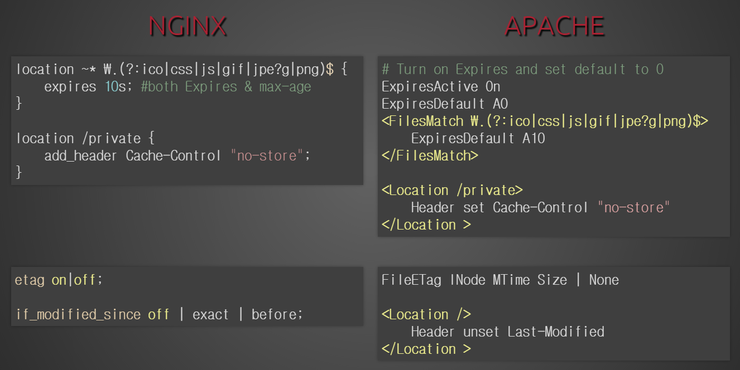 NGINX
location ~* ₩.(?:ico|css|js|gif|jpe?g|png)$ {
expires 10s; #both Expires & max-age
}
location /private {
add_header Cache-Control "no-store";
}
etag on|off;
if_modified_since off | exact | before;
APACHE
# Turn on Expires and set default to 0
ExpiresActive On
ExpiresDefault A0
<FilesMatch ₩.(?:ico|css|js|gif|jpe?g|png)$>
ExpiresDefault A10
</FilesMatch>
<Location /private>
Header set Cache-Control "no-store"
</Location >
FileETag INode MTime Size | None
<Location />
Header unset Last-Modified
</Location >